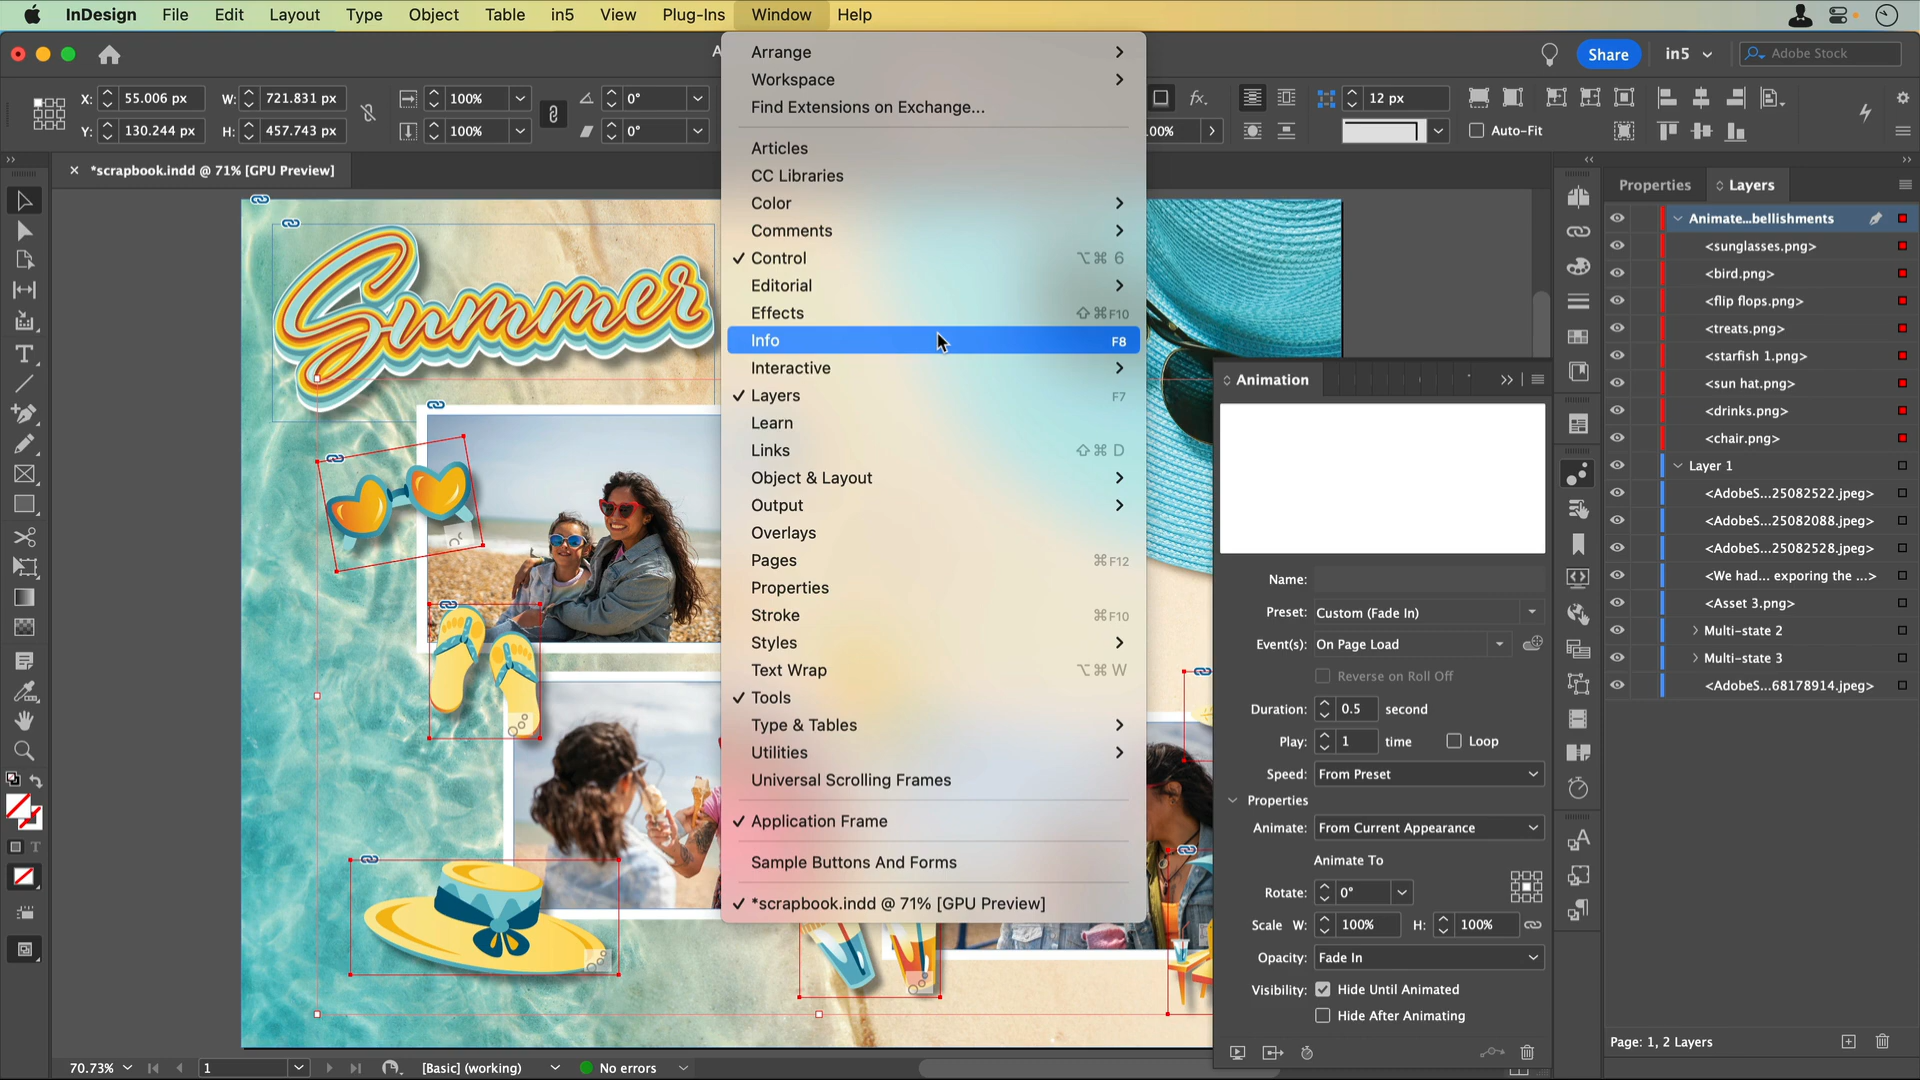 InDesign File Edit Layout Type Object Table in5 View Plug-Ins Window Help
Share in5 Adobe Stock
X: 55.006 px W: 721.831 px 100% 0° fx. 12 px
Y: 130.244 px H: 457.743 px 100% 0° Auto-Fit
*scrapbook.indd @ 71% [GPU Preview]
Summer
Arrange
Workspace
Find Extensions on Exchange...
Articles
CC Libraries
Color
Comments
Control ⌥⌘ 6
Editorial
Effects ⇧⌘F10
Info F8
Interactive
Layers F7
Learn
Links ⇧⌘ D
Object & Layout
Output
Overlays
Pages ⌘F12
Properties
Stroke ⌘F10
Styles
Text Wrap ⌥⌘ W
Tools
Type & Tables
Utilities
Universal Scrolling Frames
Application Frame
Sample Buttons And Forms
*scrapbook.indd @ 71% [GPU Preview]
Animation
Name:
Preset: Custom (Fade In)
Event(s): On Page Load
Reverse on Roll Off
Duration: 0.5 second
Play: 1 time Loop
Speed: From Preset
Properties
Animate: From Current Appearance
Animate To
Rotate: 0°
Scale W: 100% H: 100%
Opacity: Fade In
Visibility: Hide Until Animated
Hide After Animating
Properties Layers
Animate...bellishments
<sunglasses.png>
<bird.png>
<flip flops.png>
<treats.png>
<starfish 1.png>
<sun hat.png>
<drinks.png>
<chair.png>
Layer 1
<AdobeS...25082522.jpeg>
<AdobeS...25082088.jpeg>
<AdobeS...25082528.jpeg>
<We had... exporing the ...>
<Asset 3.png>
Multi-state 2
Multi-state 3
<AdobeS...68178914.jpeg>
Page: 1, 2 Layers
70.73% 1 [Basic] (working) No errors